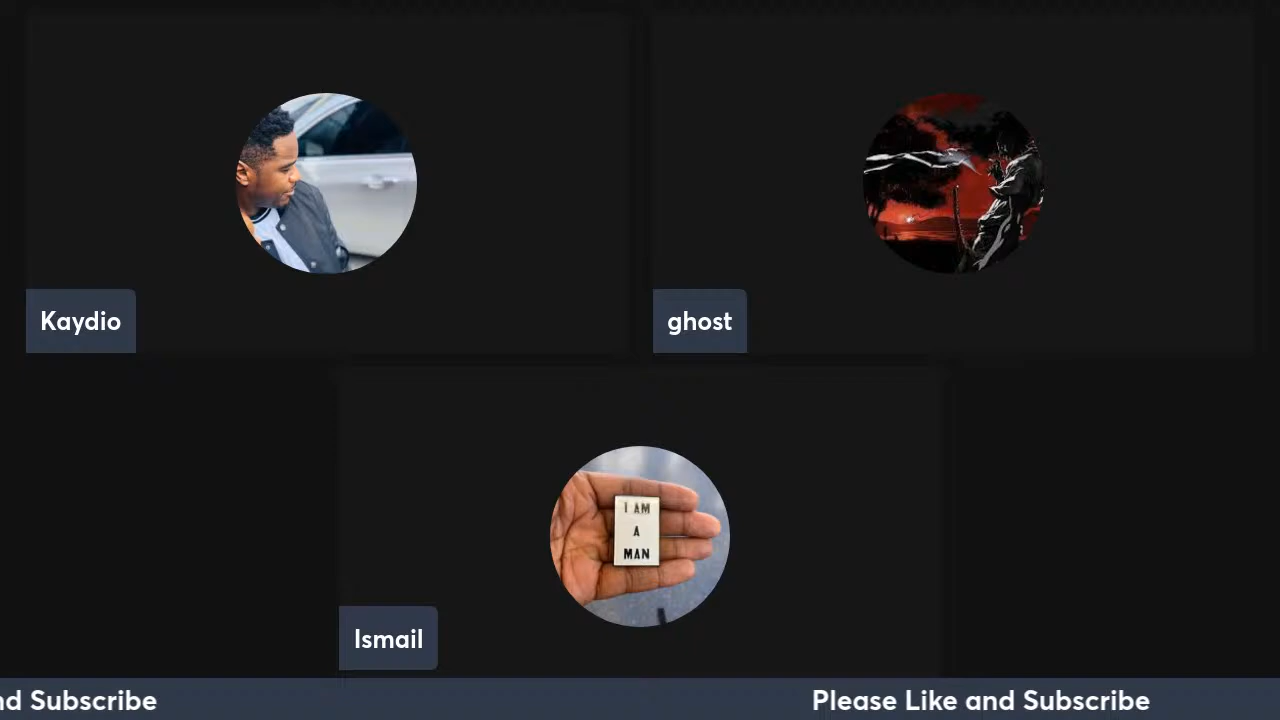 Kaydio
ghost
I AM
A
MAN
Ismail
nd Subscribe
Please Like and Subscribe